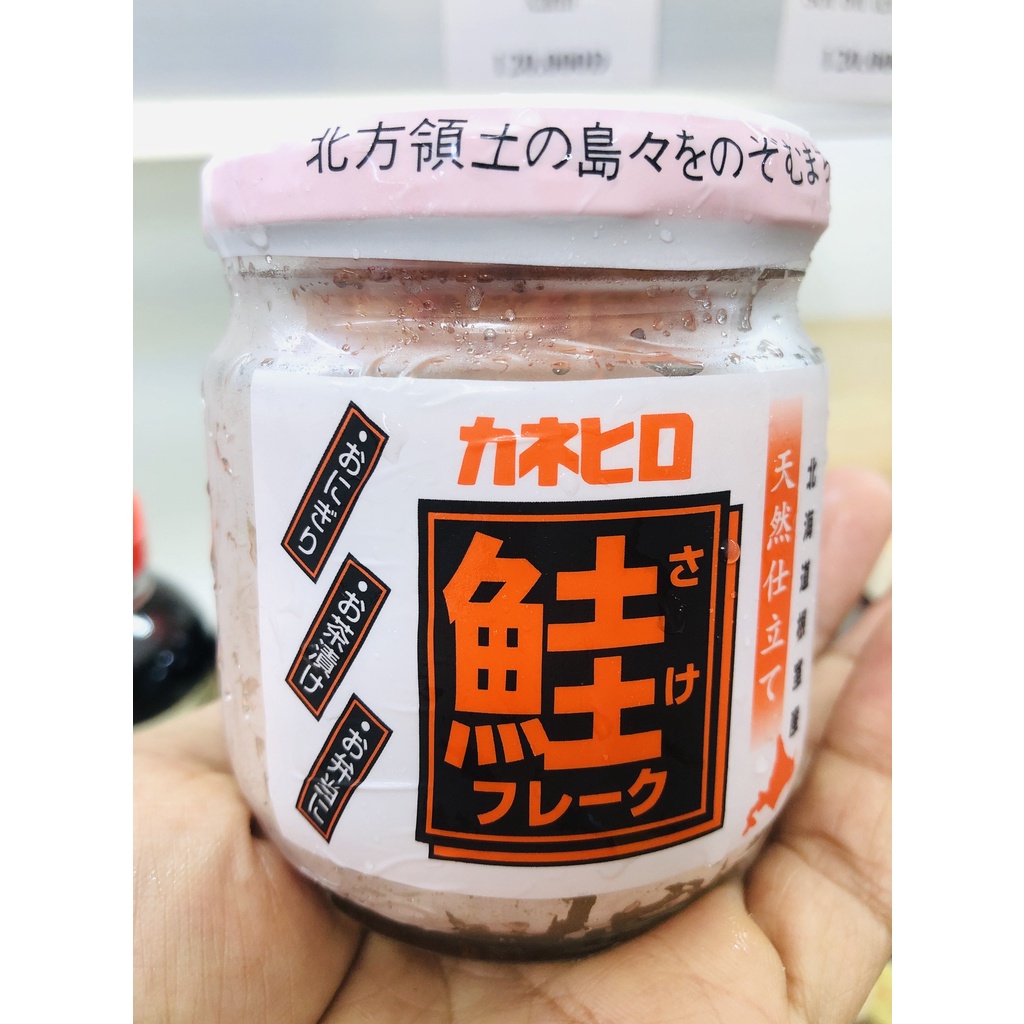 北方領土の島々をのぞむまち
カネヒロ
鮭
さけ
フレーク
・おにぎり
・お茶漬け
・お弁当に
天然仕立て
北海道根室産